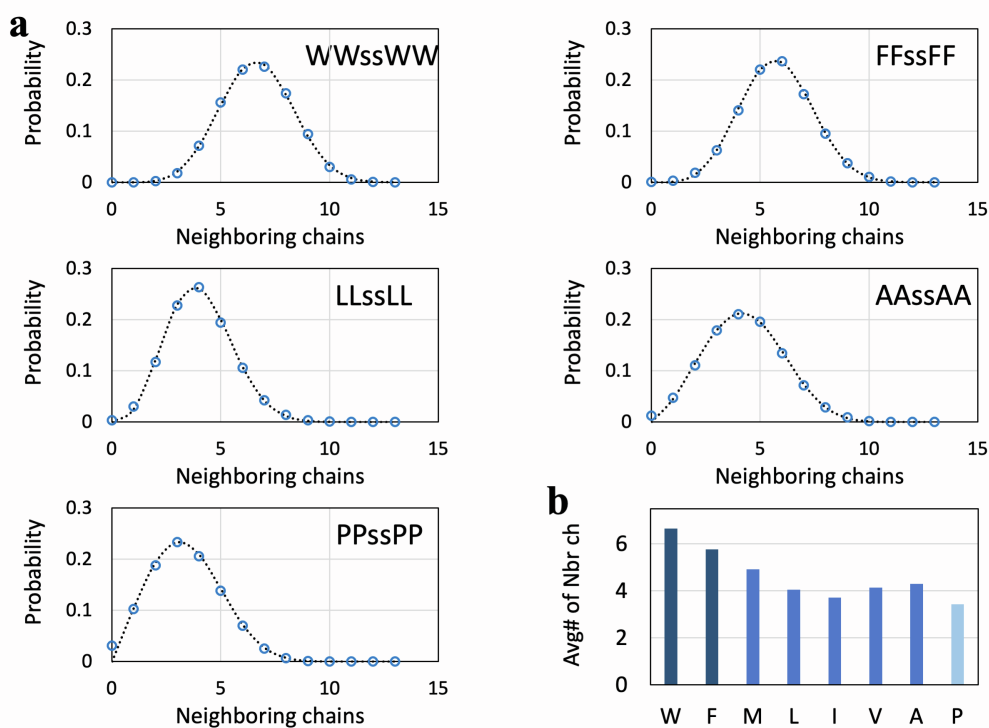 a
0.3
0.2
0.1
0
Probability
WWssWW
0 5 10 15
Neighboring chains
0.3
0.2
0.1
0
Probability
FFssFF
0 5 10 15
Neighboring chains
0.3
0.2
0.1
0
Probability
LLssLL
0 5 10 15
Neighboring chains
0.3
0.2
0.1
0
Probability
AAssAA
0 5 10 15
Neighboring chains
0.3
0.2
0.1
0
Probability
PPssPP
0 5 10 15
Neighboring chains
b
6
4
2
0
Avg# of Nbr ch
W F M L I V A P